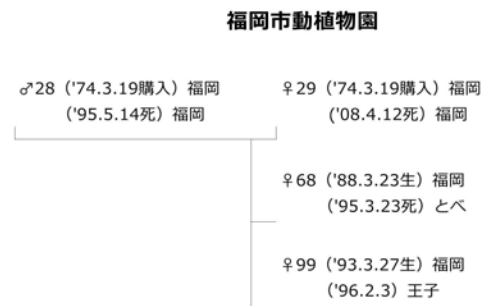 福岡市動植物園
♂28（'74.3.19購入）福岡
（'95.5.14死）福岡
♀29（'74.3.19購入）福岡
('08.4.12死）福岡
♀68（'88.3.23生）福岡
（'95.3.23死）とべ
♀99（'93.3.27生）福岡
（'96.2.3）王子